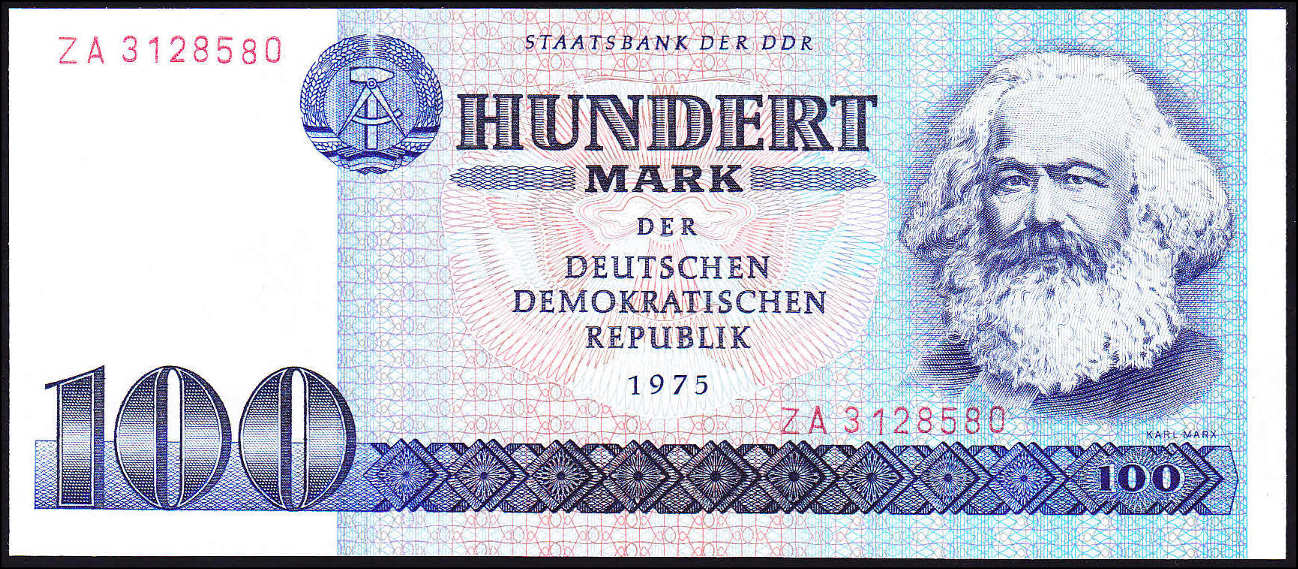 ZA 3128580
STAATSBANK DER DDR
HUNDERT
MARK
DER
DEUTSCHEN
DEMOKRATISCHEN
REPUBLIK
1975
ZA 3128580
KARL MARX
100
100